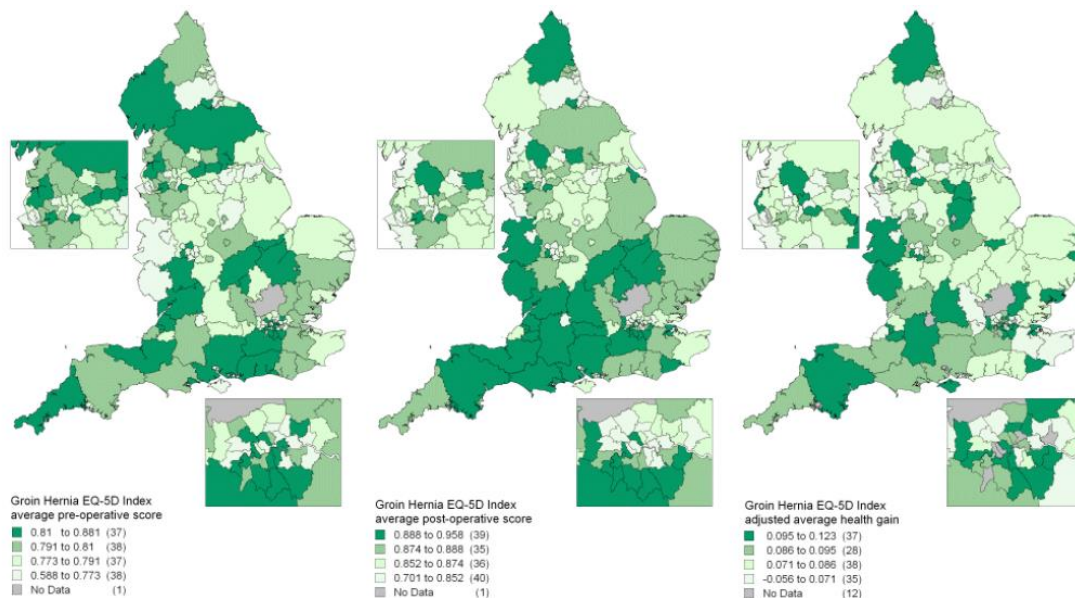 Groin Hernia EQ-5D Index
average pre-operative score
0.81 to 0.881 (37)
0.791 to 0.81 (38)
0.773 to 0.791 (37)
0.588 to 0.773 (38)
No Data (1)
Groin Hernia EQ-5D Index
average post-operative score
0.888 to 0.958 (39)
0.874 to 0.888 (35)
0.852 to 0.874 (36)
0.701 to 0.852 (40)
No Data (1)
Groin Hernia EQ-5D Index
adjusted average health gain
0.095 to 0.123 (37)
0.086 to 0.095 (28)
0.071 to 0.086 (38)
-0.056 to 0.071 (35)
No Data (12)